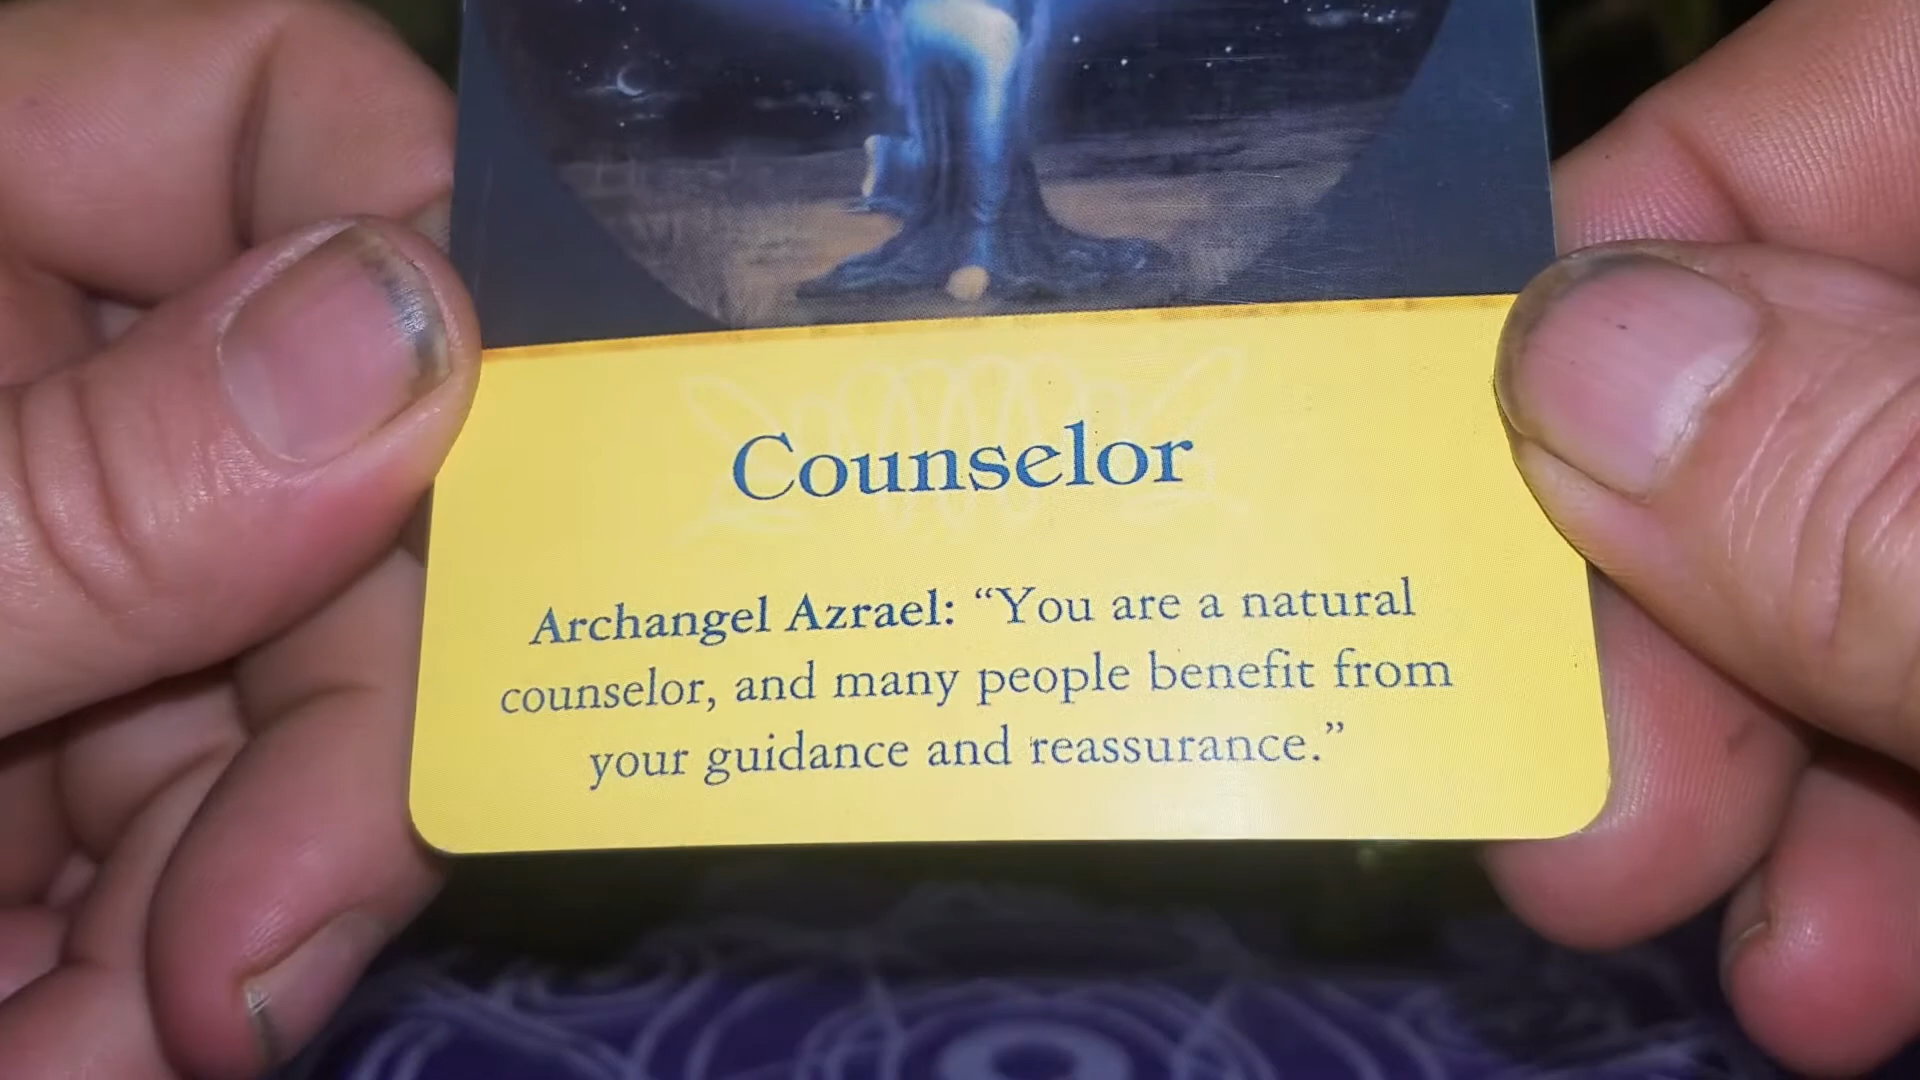 Counselor
Archangel Azrael: “You are a natural
counselor, and many people benefit from
your guidance and reassurance.”